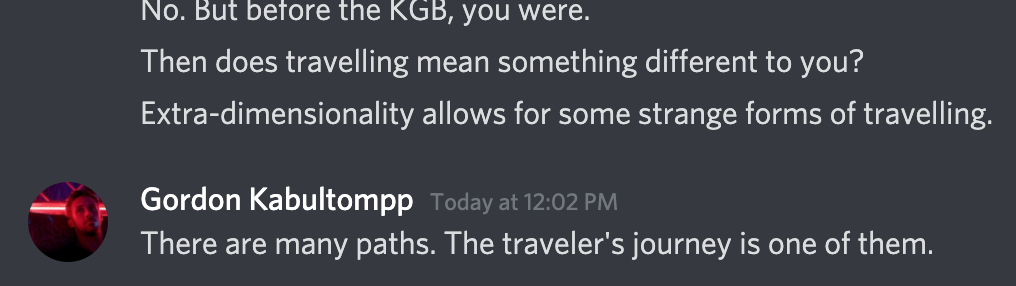 No. But before the KGB, you were.
Then does travelling mean something different to you?
Extra-dimensionality allows for some strange forms of travelling.
Gordon Kabultompp Today at 12:02 PM
There are many paths. The traveler's journey is one of them.